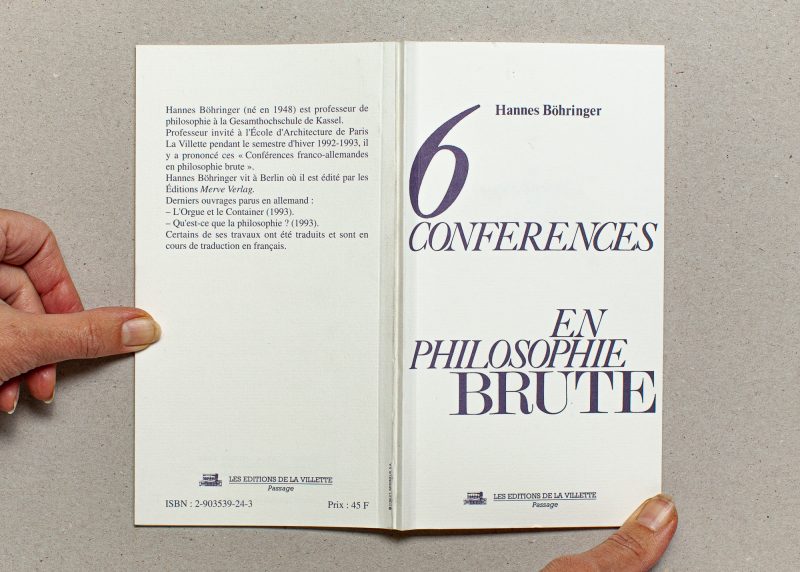 Hannes Böhringer (né en 1948) est professeur de
philosophie à la Gesamthochschule de Kassel.
Professeur invité à l'École d'Architecture de Paris
La Villette pendant le semestre d'hiver 1992-1993, il
y a prononcé ces « Conférences franco-allemandes
en philosophie brute ».
Hannes Böhringer vit à Berlin où il est édité par les
Éditions Merve Verlag.
Derniers ouvrages parus en allemand :
– L'Orgue et le Container (1993).
– Qu'est-ce que la philosophie ? (1993).
Certains de ses travaux ont été traduits et sont en
cours de traduction en français.
LES EDITIONS DE LA VILLETTE
Passage
ISBN : 2-903539-24-3
Prix : 45 F
Hannes Böhringer
6
CONFERENCES
EN
PHILOSOPHIE
BRUTE
LES EDITIONS DE LA VILLETTE
Passage